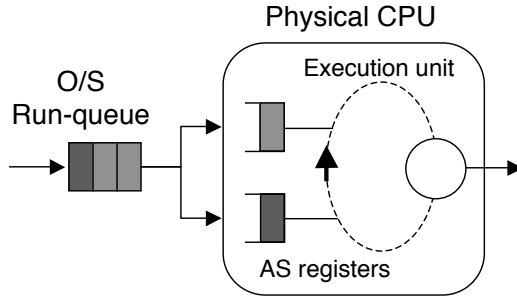 Physical CPU
O/S
Run-queue
Execution unit
AS registers